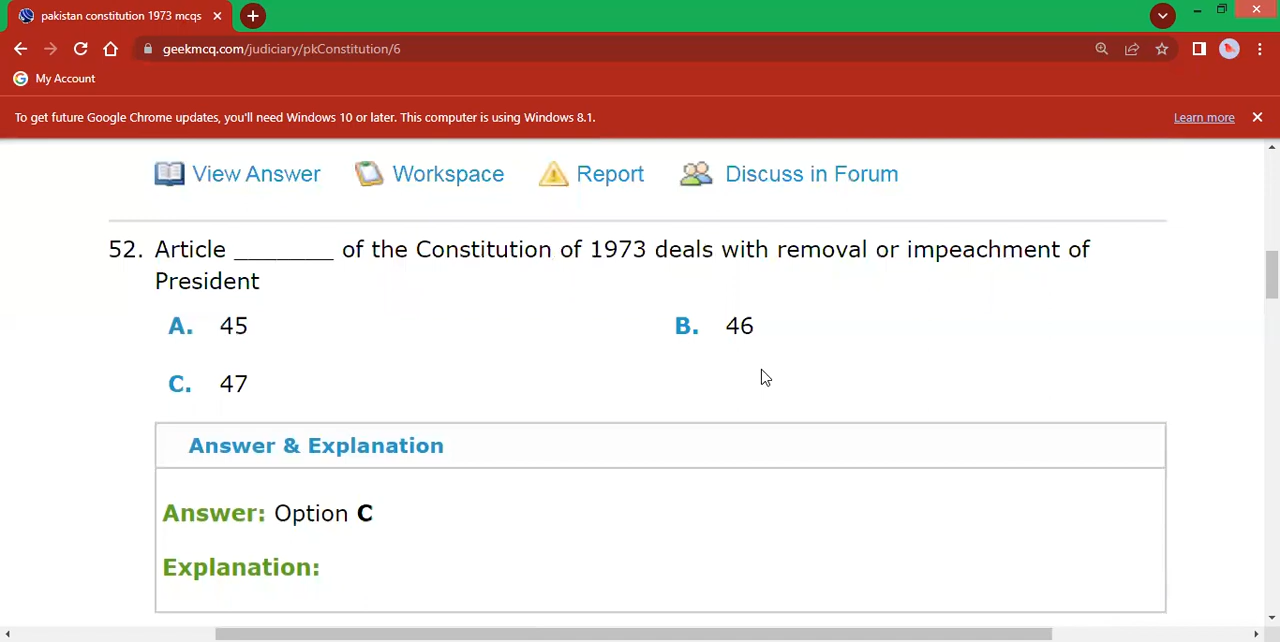 pakistan constitution 1973 mcqs
geekmcq.com/judiciary/pkConstitution/6
My Account
To get future Google Chrome updates, you'll need Windows 10 or later. This computer is using Windows 8.1. Learn more
View Answer Workspace Report Discuss in Forum
52. Article ________ of the Constitution of 1973 deals with removal or impeachment of
President
A. 45 B. 46
C. 47
Answer & Explanation
Answer: Option C
Explanation: